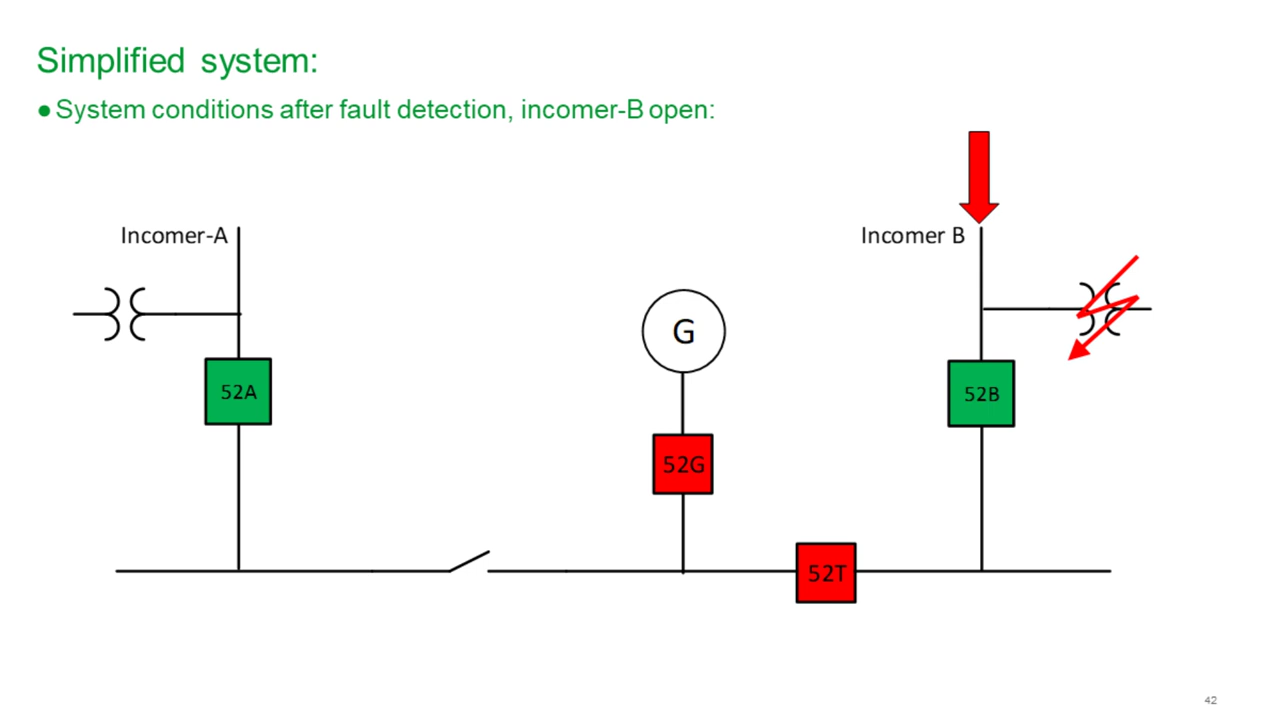 Simplified system:
● System conditions after fault detection, incomer-B open:
Incomer-A
Incomer B
G
52A
52B
52G
52T
42